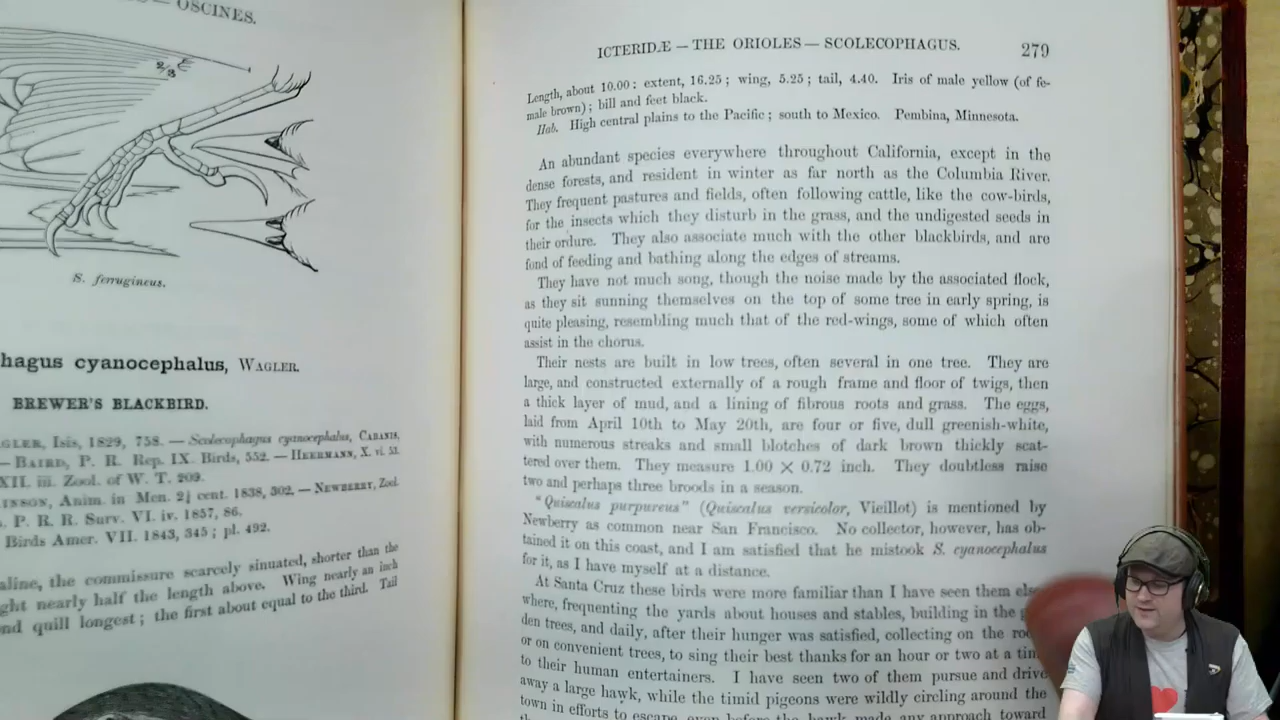 — OSCINES.
S. ferrugineus.
hagus cyanocephalus, WAGLER.
BREWER'S BLACKBIRD.
GLER, Isis, 1829, 758. — Scolecophagus cyanocephalus, CABANIS,
— BAIRD, P. R. Rep. IX. Birds, 552. — HEERMANN, X. vi. 53.
XII. iii. Zool. of W. T. 209.
INSON, Anim. in Men. 2¼ cent. 1838, 302. — NEWBERRY, Zool.
P. R. R. Surv. VI. iv. 1857, 86.
Birds Amer. VII. 1843, 345; pl. 492.
aline, the commissure scarcely sinuated, shorter than the
ght nearly half the length above. Wing nearly an inch
nd quill longest; the first about equal to the third. Tail
ICTERIDÆ — THE ORIOLES — SCOLECOPHAGUS. 279
Length, about 10.00: extent, 16.25; wing, 5.25; tail, 4.40. Iris of male yellow (of fe-
male brown); bill and feet black.
Hab. High central plains to the Pacific; south to Mexico. Pembina, Minnesota.
An abundant species everywhere throughout California, except in the
dense forests, and resident in winter as far north as the Columbia River.
They frequent pastures and fields, often following cattle, like the cow-birds,
for the insects which they disturb in the grass, and the undigested seeds in
their ordure. They also associate much with the other blackbirds, and are
fond of feeding and bathing along the edges of streams.
They have not much song, though the noise made by the associated flock,
as they sit sunning themselves on the top of some tree in early spring, is
quite pleasing, resembling much that of the red-wings, some of which often
assist in the chorus.
Their nests are built in low trees, often several in one tree. They are
large, and constructed externally of a rough frame and floor of twigs, then
a thick layer of mud, and a lining of fibrous roots and grass. The eggs,
laid from April 10th to May 20th, are four or five, dull greenish-white,
with numerous streaks and small blotches of dark brown thickly scat-
tered over them. They measure 1.00 × 0.72 inch. They doubtless raise
two and perhaps three broods in a season.
"Quiscalus purpureus" (Quiscalus versicolor, Vieillot) is mentioned by
Newberry as common near San Francisco. No collector, however, has ob-
tained it on this coast, and I am satisfied that he mistook S. cyanocephalus
for it, as I have myself at a distance.
At Santa Cruz these birds were more familiar than I have seen them else
where, frequenting the yards about houses and stables, building in the g
den trees, and daily, after their hunger was satisfied, collecting on the roo
or on convenient trees, to sing their best thanks for an hour or two at a tim
to their human entertainers. I have seen two of them pursue and drive
away a large hawk, while the timid pigeons were wildly circling around the
town in efforts to escape, even before the hawk made any approach toward